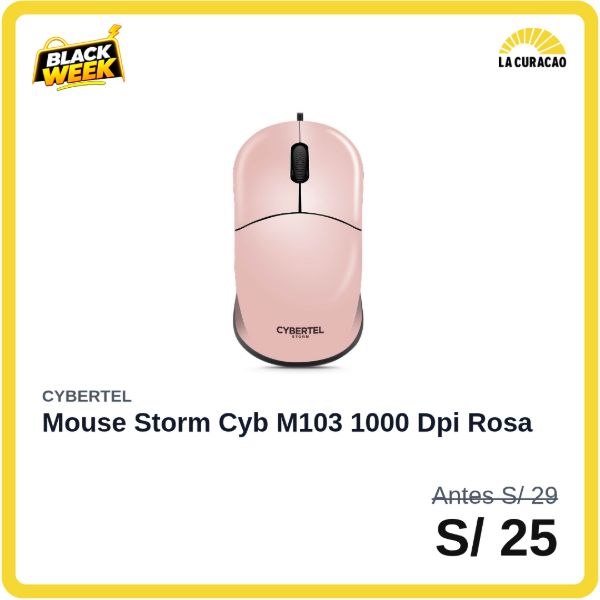 BLACK
WEEK
LA CURACAO
CYBERTEL
STORM
CYBERTEL
Mouse Storm Cyb M103 1000 Dpi Rosa
Antes S/ 29
S/ 25